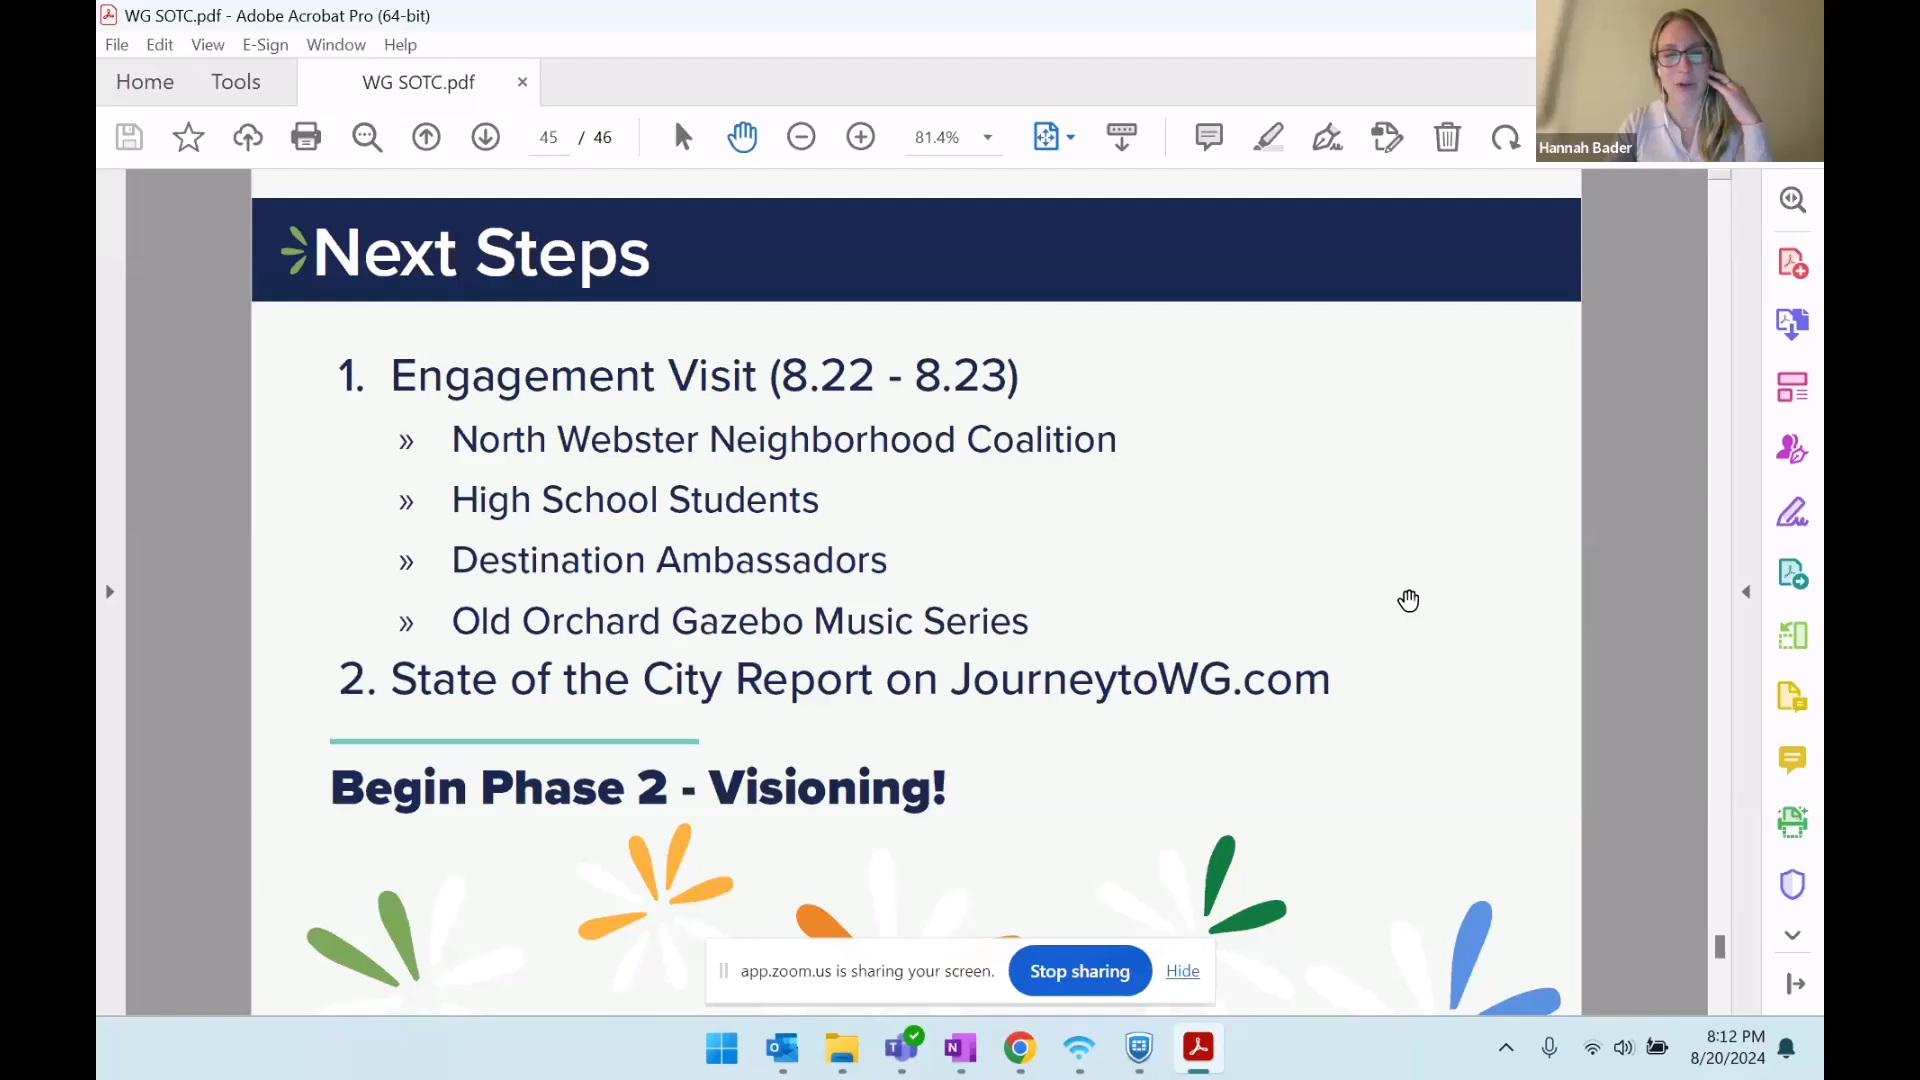 WG SOTC.pdf - Adobe Acrobat Pro (64-bit)
File Edit View E-Sign Window Help
Home Tools WG SOTC.pdf ×
45 / 46 81.4%
Hannah Bader
Next Steps
1. Engagement Visit (8.22 - 8.23)
» North Webster Neighborhood Coalition
» High School Students
» Destination Ambassadors
» Old Orchard Gazebo Music Series
2. State of the City Report on JourneytoWG.com
Begin Phase 2 - Visioning!
app.zoom.us is sharing your screen. Stop sharing Hide
8:12 PM
8/20/2024